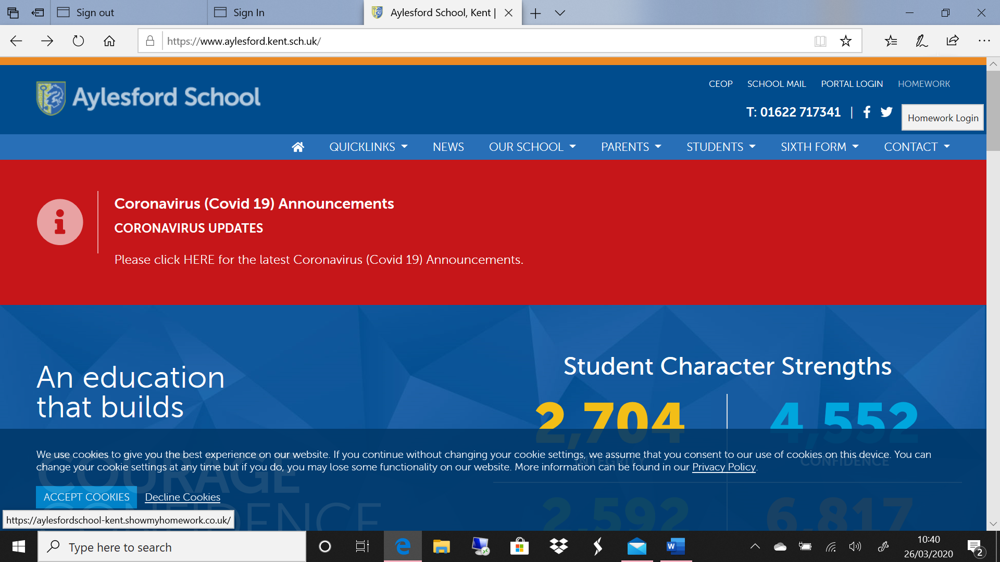 Sign out
Sign In
Aylesford School, Kent |
https://www.aylesford.kent.sch.uk/
Aylesford School
CEOP SCHOOL MAIL PORTAL LOGIN HOMEWORK
T: 01622 717341 |
Homework Login
QUICKLINKS NEWS OUR SCHOOL PARENTS STUDENTS SIXTH FORM CONTACT
Coronavirus (Covid 19) Announcements
CORONAVIRUS UPDATES
Please click HERE for the latest Coronavirus (Covid 19) Announcements.
An education
that builds
COURAGE
CONFIDENCE
Student Character Strengths
2,704 4,552
INTEGRITY CONFIDENCE
2,592 6,817
We use cookies to give you the best experience on our website. If you continue without changing your cookie settings, we assume that you consent to our use of cookies on this device. You can
change your cookie settings at any time but if you do, you may lose some functionality on our website. More information can be found in our Privacy Policy.
ACCEPT COOKIES Decline Cookies
https://aylesfordschool-kent.showmyhomework.co.uk/
Type here to search
10:40
26/03/2020
2